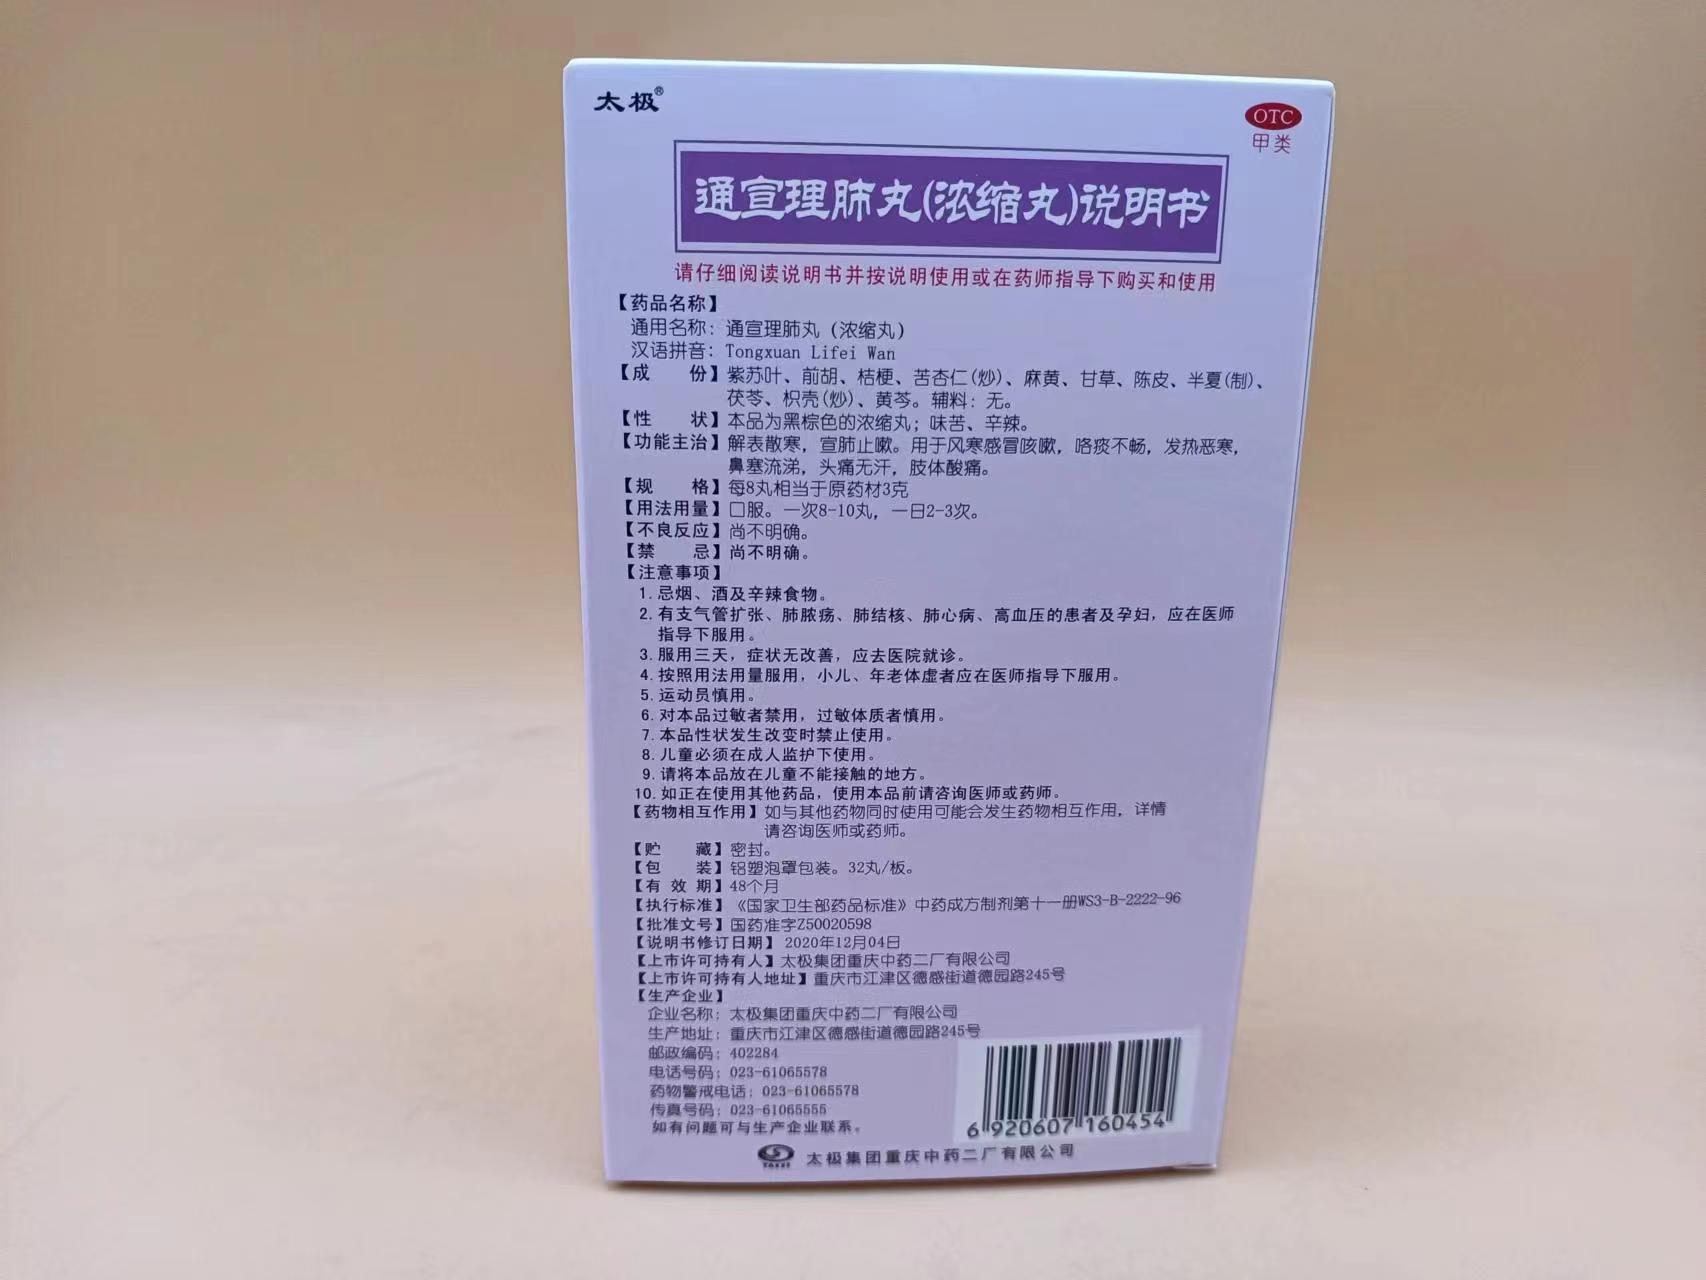 太极®
OTC
甲类
通宣理肺丸(浓缩丸)说明书
请仔细阅读说明书并按说明使用或在药师指导下购买和使用
【药品名称】
通用名称：通宣理肺丸（浓缩丸）
汉语拼音：Tongxuan Lifei Wan
【成 份】紫苏叶、前胡、桔梗、苦杏仁(炒)、麻黄、甘草、陈皮、半夏(制)、
茯苓、枳壳(炒)、黄芩。辅料：无。
【性 状】本品为黑棕色的浓缩丸；味苦、辛辣。
【功能主治】解表散寒，宣肺止嗽。用于风寒感冒咳嗽，咯痰不畅，发热恶寒，
鼻塞流涕，头痛无汗，肢体酸痛。
【规 格】每8丸相当于原药材3克
【用法用量】口服。一次8-10丸，一日2-3次。
【不良反应】尚不明确。
【禁 忌】尚不明确。
【注意事项】
1. 忌烟、酒及辛辣食物。
2. 有支气管扩张、肺脓疡、肺结核、肺心病、高血压的患者及孕妇，应在医师
指导下服用。
3. 服用三天，症状无改善，应去医院就诊。
4. 按照用法用量服用，小儿、年老体虚者应在医师指导下服用。
5. 运动员慎用。
6. 对本品过敏者禁用，过敏体质者慎用。
7. 本品性状发生改变时禁止使用。
8. 儿童必须在成人监护下使用。
9. 请将本品放在儿童不能接触的地方。
10. 如正在使用其他药品，使用本品前请咨询医师或药师。
【药物相互作用】如与其他药物同时使用可能会发生药物相互作用，详情
请咨询医师或药师。
【贮 藏】密封。
【包 装】铝塑泡罩包装。32丸/板。
【有 效 期】48个月
【执行标准】《国家卫生部药品标准》中药成方制剂第十一册WS3-B-2222-96
【批准文号】国药准字Z50020598
【说明书修订日期】2020年12月04日
【上市许可持有人】太极集团重庆中药二厂有限公司
【上市许可持有人地址】重庆市江津区德感街道德园路245号
【生产企业】
企业名称：太极集团重庆中药二厂有限公司
生产地址：重庆市江津区德感街道德园路245号
邮政编码：402284
电话号码：023-61065578
药物警戒电话：023-61065578
传真号码：023-61065555
如有问题可与生产企业联系。
6 920607 160454
太极集团重庆中药二厂有限公司